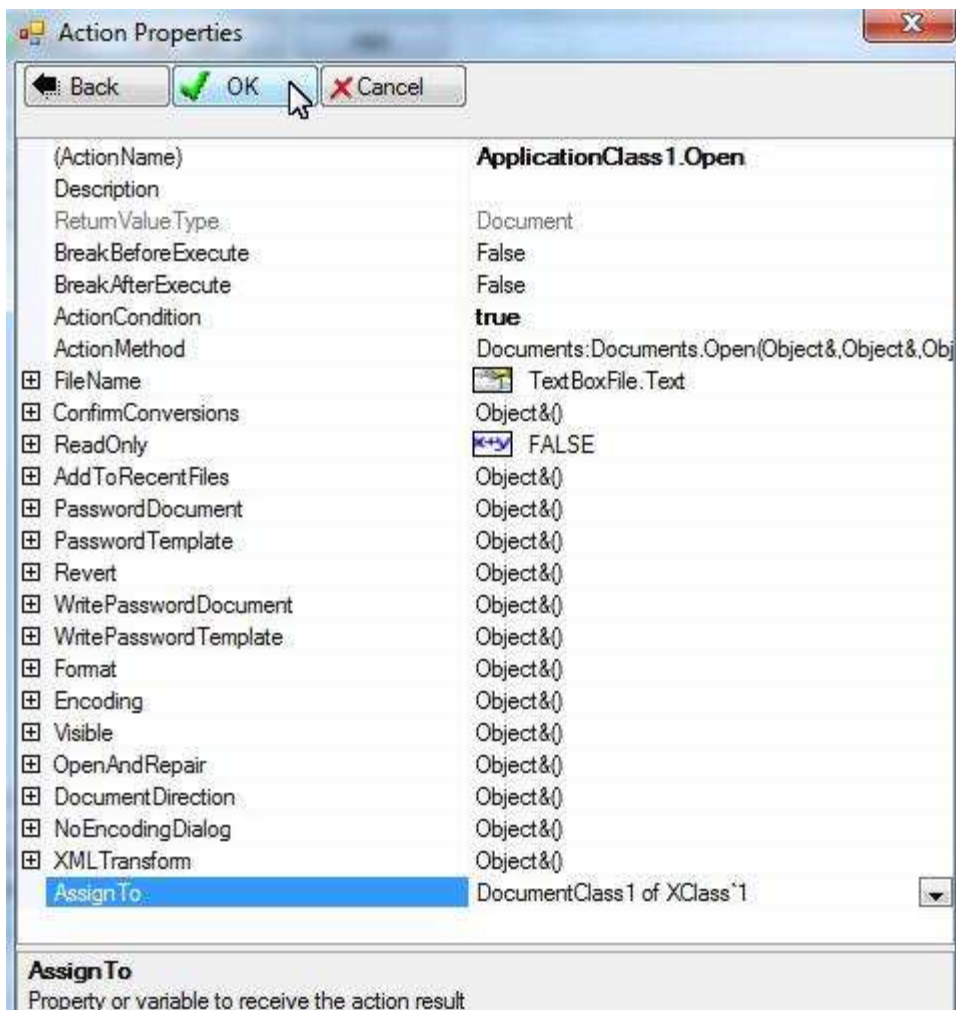 Action Properties
Back OK Cancel
(ActionName) ApplicationClass1.Open
Description
ReturnValueType Document
BreakBeforeExecute False
BreakAfterExecute False
ActionCondition true
ActionMethod Documents:Documents.Open(Object&,Object&,Obj
FileName TextBoxFile.Text
ConfirmConversions Object&()
ReadOnly x+y FALSE
AddToRecentFiles Object&()
PasswordDocument Object&()
PasswordTemplate Object&()
Revert Object&()
WritePasswordDocument Object&()
WritePasswordTemplate Object&()
Format Object&()
Encoding Object&()
Visible Object&()
OpenAndRepair Object&()
DocumentDirection Object&()
NoEncodingDialog Object&()
XMLTransform Object&()
AssignTo DocumentClass1 of XClass`1
AssignTo
Property or variable to receive the action result